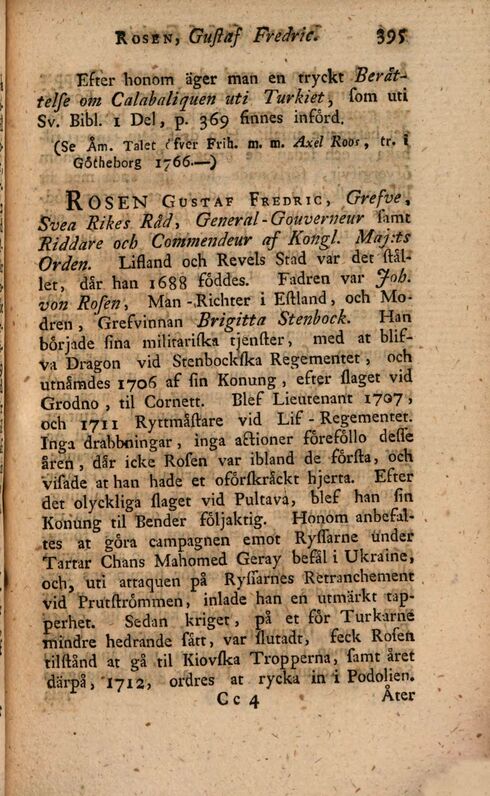 ROSEN, Guſtaf Fredric. 395
Efter honom äger man en tryckt Berät-
telſe om Calabaliquen uti Turkiet, ſom uti
Sv. Bibl. 1 Del, p. 369 finnes införd.
(Se Åm. Talet öfver Frih. m. m. Axel Roos, tr. i
Götheborg 1766.—)
ROSEN GUSTAF FREDRIC, Grefve,
Svea Rikes Råd, General-Gouverneur ſamt
Riddare och Commendeur af Kongl. Maj:ts
Orden. Lifland och Revels Stad var det ſtäl-
let, där han 1688 föddes. Fadren var Joh.
von Roſen, Man-Richter i Eſtland, och Mo-
dren, Grefvinnan Brigitta Stenbock. Han
började ſina militariſka tjenſter, med at blif-
va Dragon vid Stenbockſka Regementet, och
utnämdes 1706 af ſin Konung, efter ſlaget vid
Grodno, til Cornett. Blef Lieutenant 1707,
och 1711 Ryttmäſtare vid Lif-Regementet.
Inga drabbningar, inga actioner föreföllo deſſe
åren, där icke Roſen var ibland de förſta, och
viſade at han hade et oförſkräckt hjerta. Efter
det olyckliga ſlaget vid Pultava, blef han ſin
Konung til Bender följaktig. Honom anbefal-
tes at göra campagnen emot Ryſſarne under
Tartar Chans Mahomed Geray befäl i Ukraine,
och, uti attaquen på Ryſſarnes Retranchement
vid Prutſtrömmen, inlade han en utmärkt tap-
perhet. Sedan kriget, på et för Turkarne
mindre hedrande ſätt, var ſlutadt, feck Roſen
tilſtånd at gå til Kiovſka Tropperna, ſamt året
därpå, 1712, ordres at rycka in i Podolien.
Cc 4 Åter